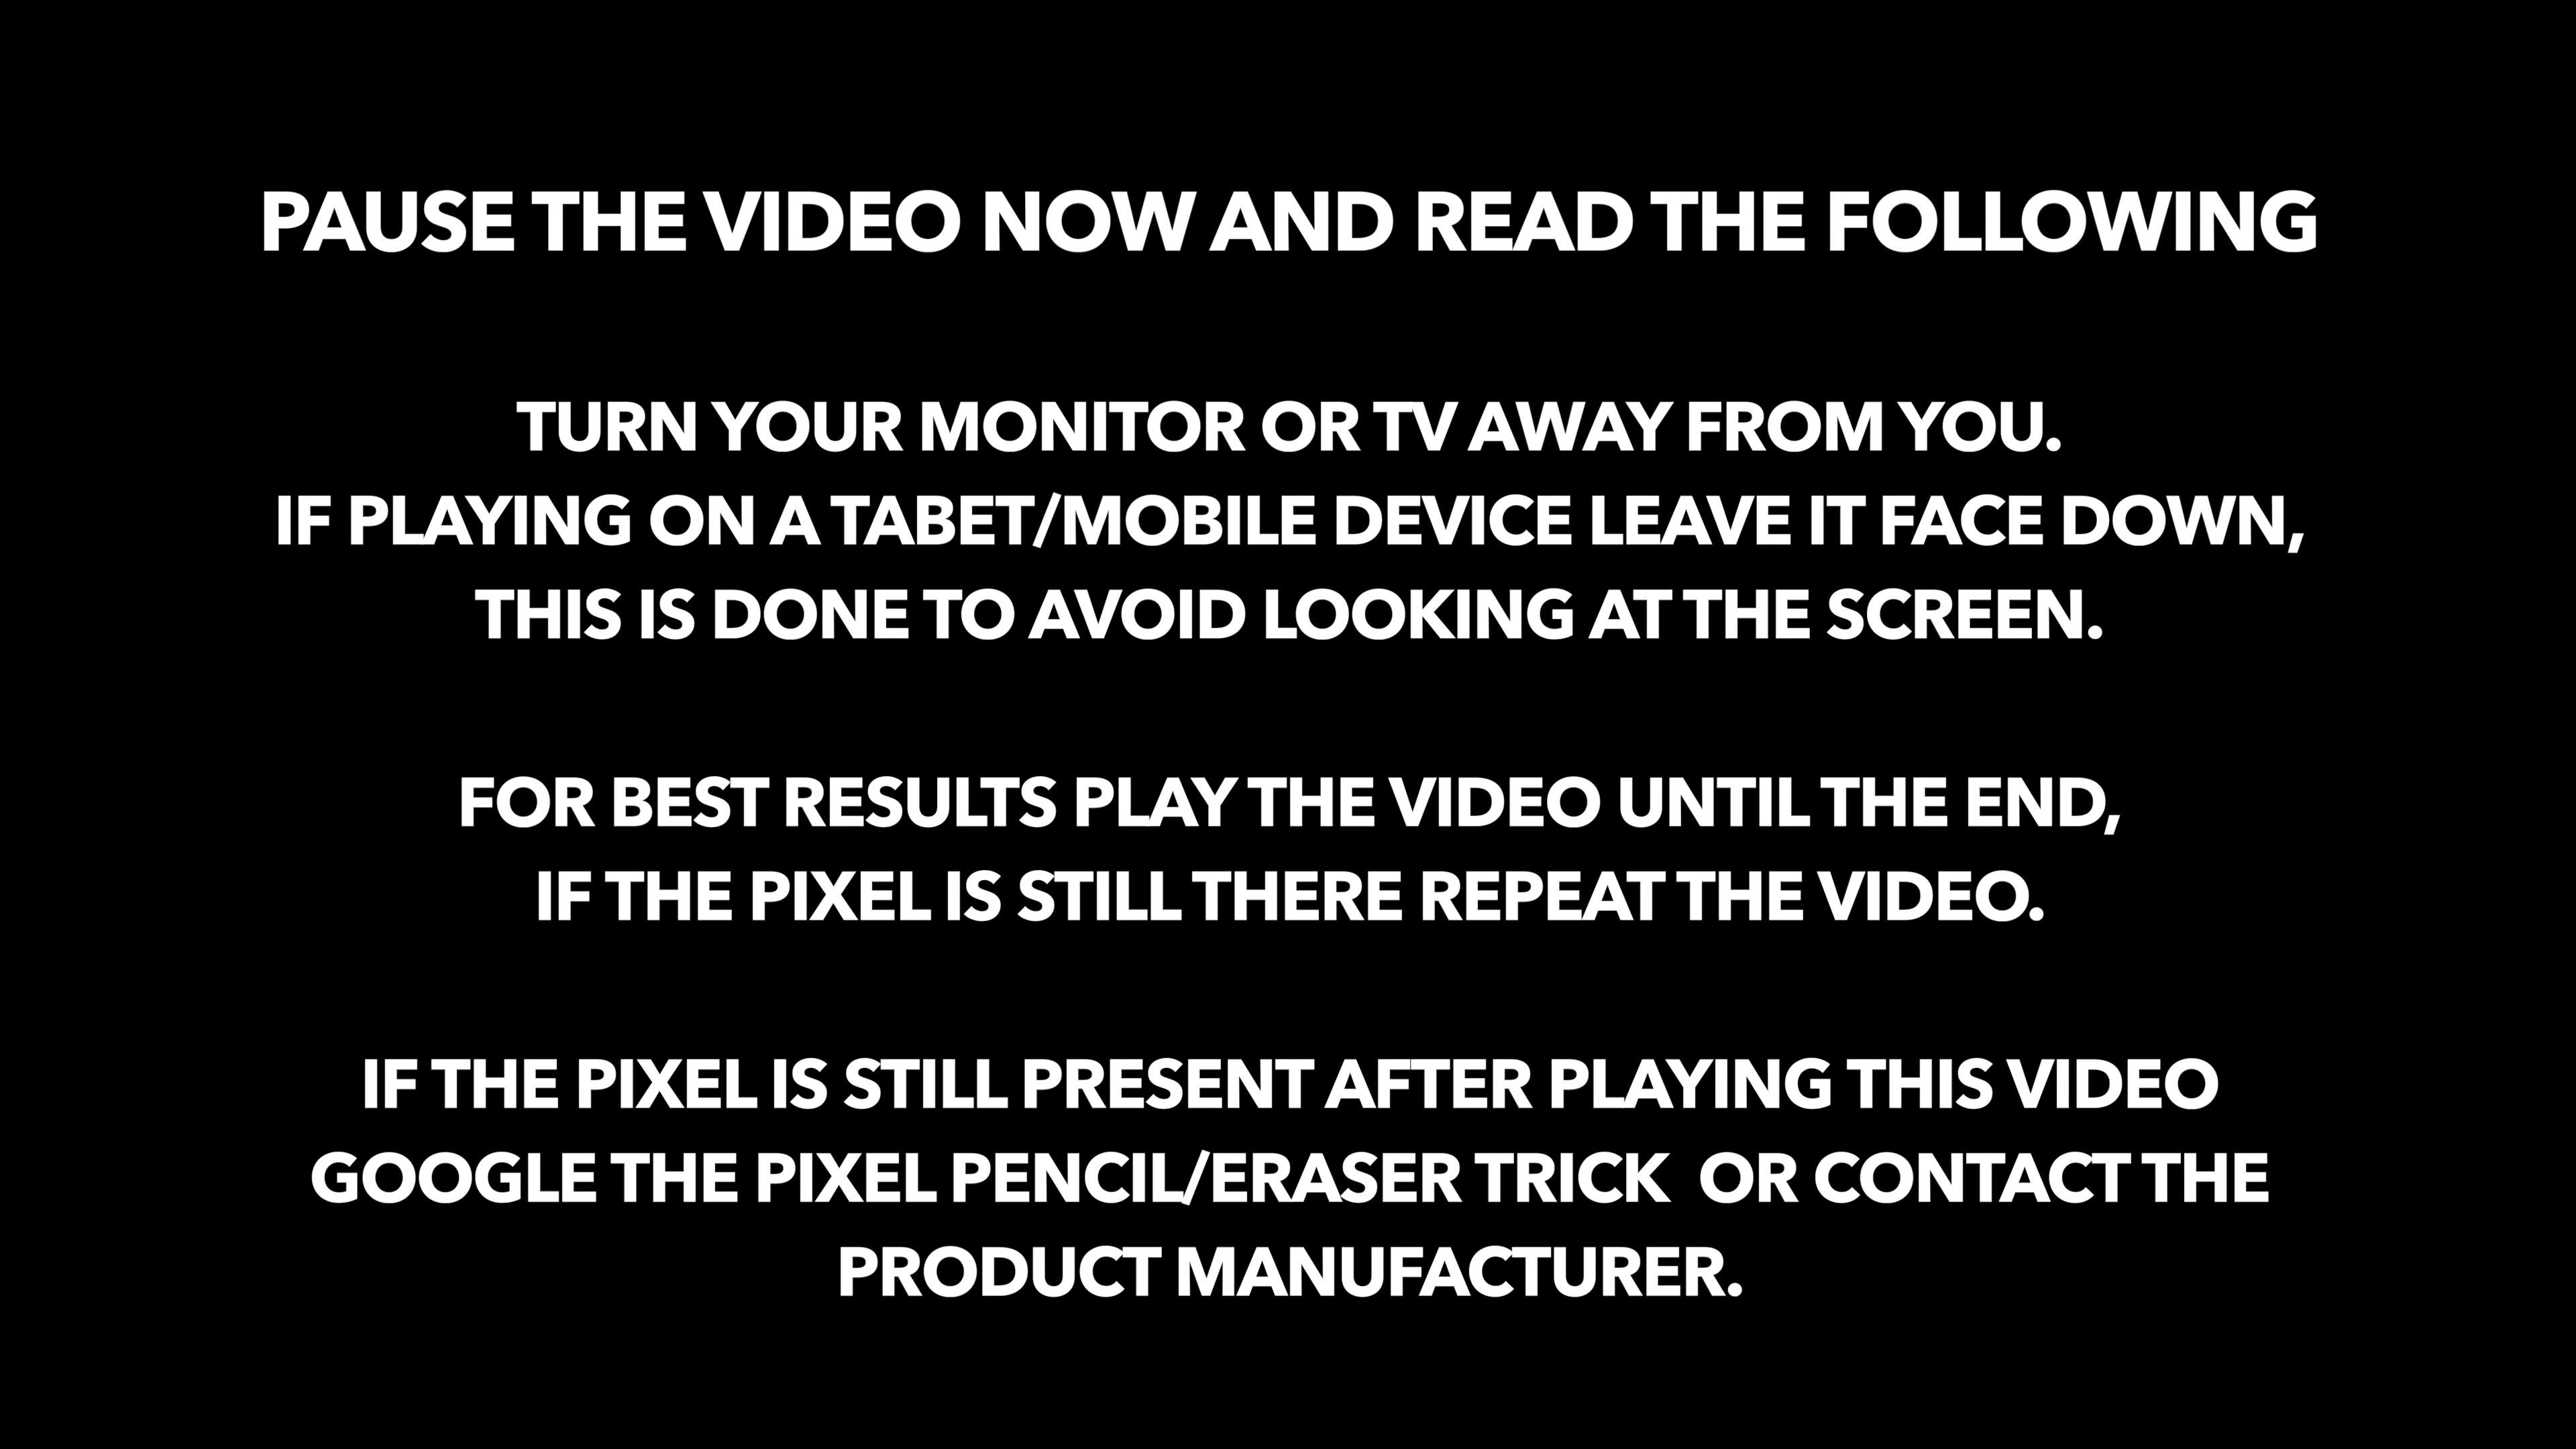 PAUSE THE VIDEO NOW AND READ THE FOLLOWING
TURN YOUR MONITOR OR TV AWAY FROM YOU.
IF PLAYING ON A TABET/MOBILE DEVICE LEAVE IT FACE DOWN,
THIS IS DONE TO AVOID LOOKING AT THE SCREEN.
FOR BEST RESULTS PLAY THE VIDEO UNTIL THE END,
IF THE PIXEL IS STILL THERE REPEAT THE VIDEO.
IF THE PIXEL IS STILL PRESENT AFTER PLAYING THIS VIDEO
GOOGLE THE PIXEL PENCIL/ERASER TRICK  OR CONTACT THE
PRODUCT MANUFACTURER.